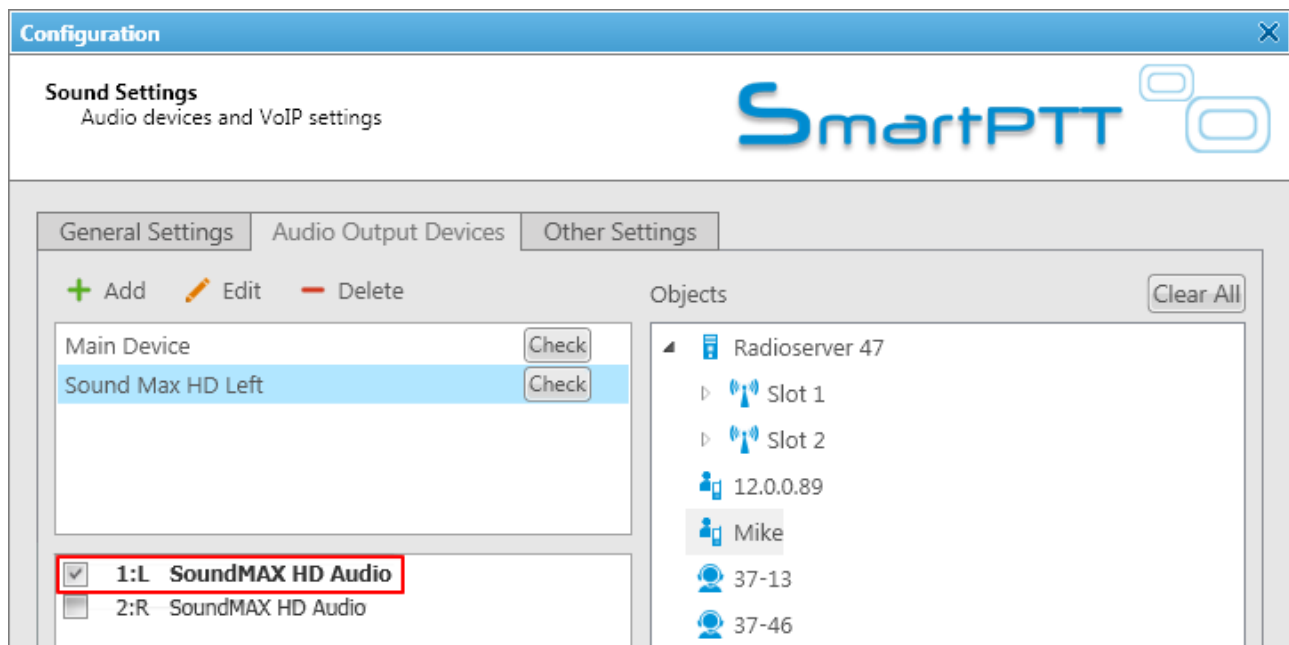 Configuration
Sound Settings
Audio devices and VoIP settings
SmartPTT
General Settings
Audio Output Devices
Other Settings
Add
Edit
Delete
Main Device
Check
Sound Max HD Left
Check
1:L SoundMAX HD Audio
2:R SoundMAX HD Audio
Objects
Clear All
Radioserver 47
Slot 1
Slot 2
12.0.0.89
Mike
37-13
37-46